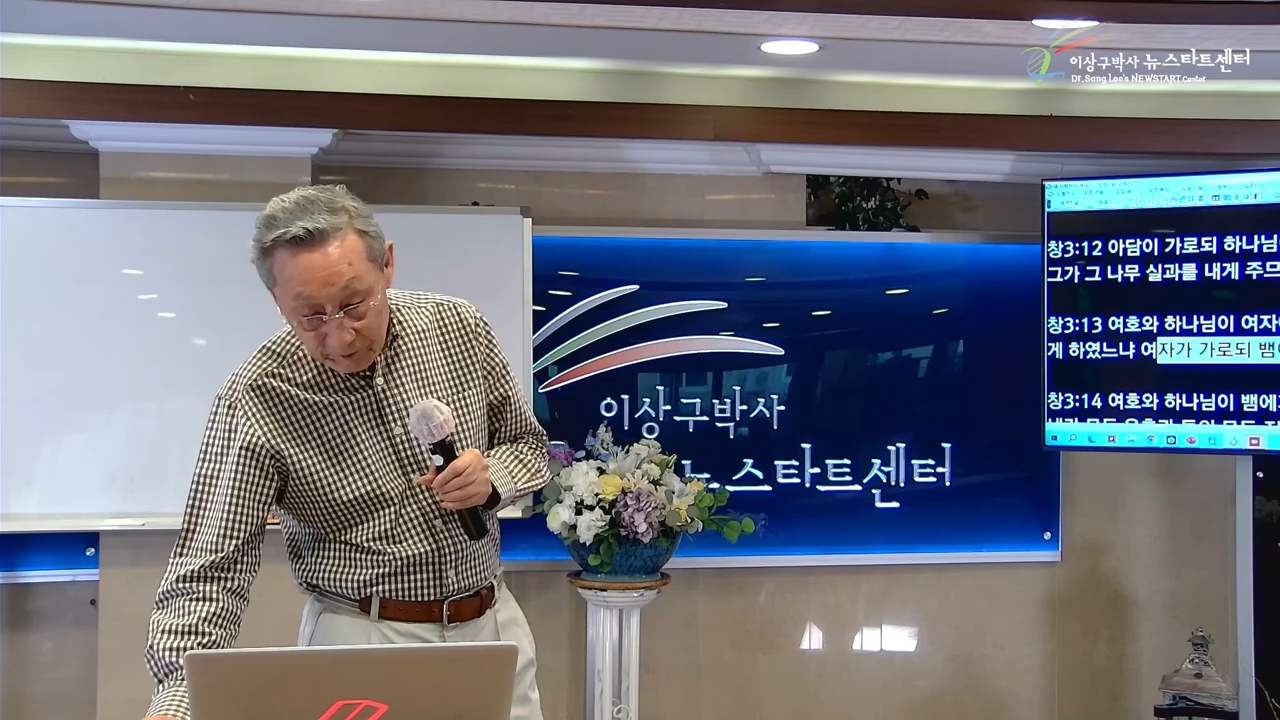 이상구박사 뉴스타트센터
Dr. Sang Lee's NEWSTART Center
이상구박사
뉴스타트센터
창3:12 아담이 가로되 하나님
그가 그 나무 실과를 내게 주므
창3:13 여호와 하나님이 여자
게 하였느냐 여자가 가로되 뱀
창3:14 여호와 하나님이 뱀에